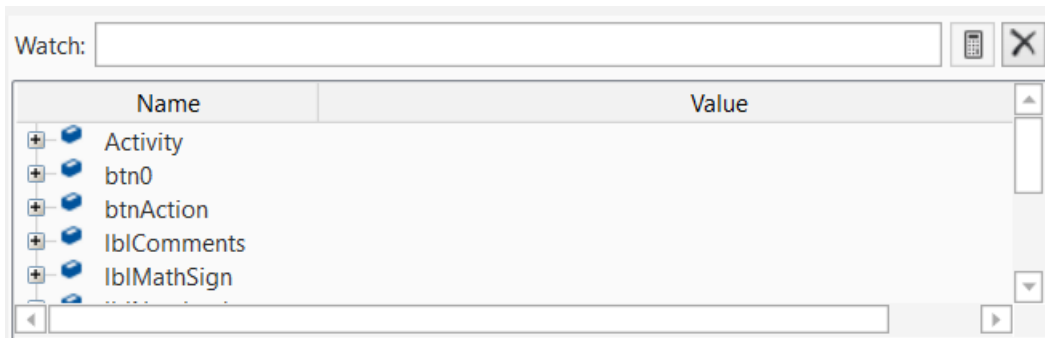 Watch:
Name Value
Activity
btn0
btnAction
lblComments
lblMathSign